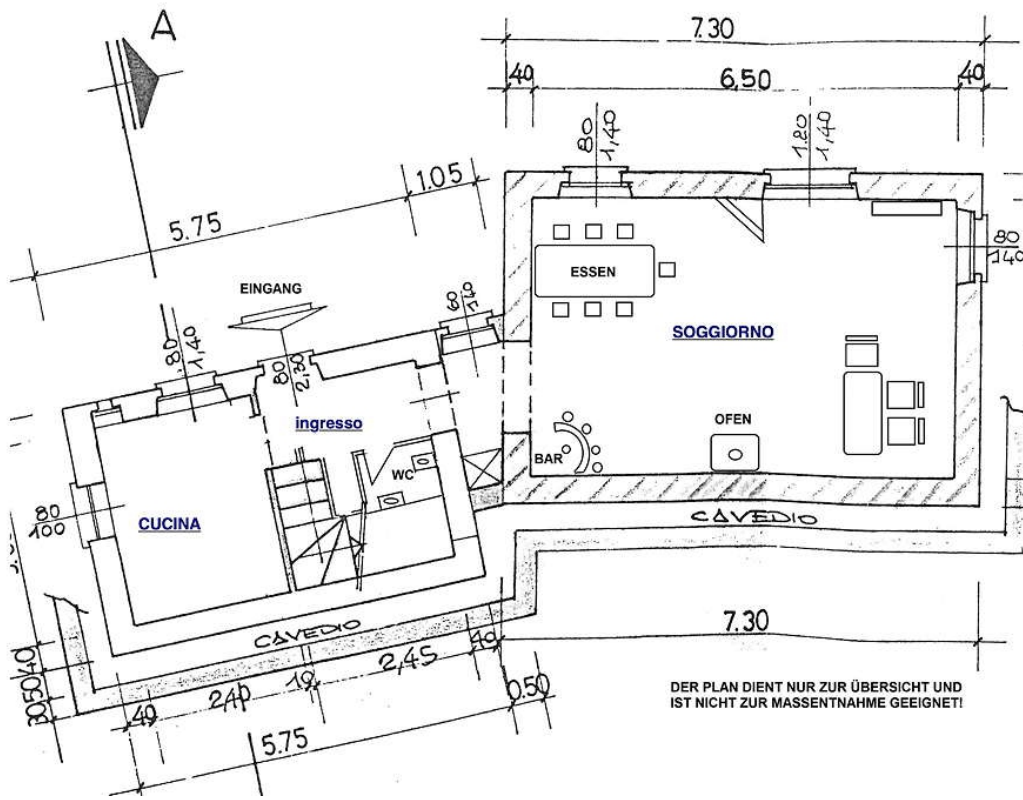 A
7.30
40
6,50
40
80
1,40
1.80
1,40
1.05
5.75
80
140
ESSEN
EINGANG
60
140
SOGGIORNO
80
1,40
80
2,30
ingresso
OFEN
BAR
WC
80
100
CUCINA
CAVEDIO
CAVEDIO
7.30
40
2,45
10
2,40
40
0.50
30 50 40
5.75
DER PLAN DIENT NUR ZUR ÜBERSICHT UND
IST NICHT ZUR MASSENTNAHME GEEIGNET!